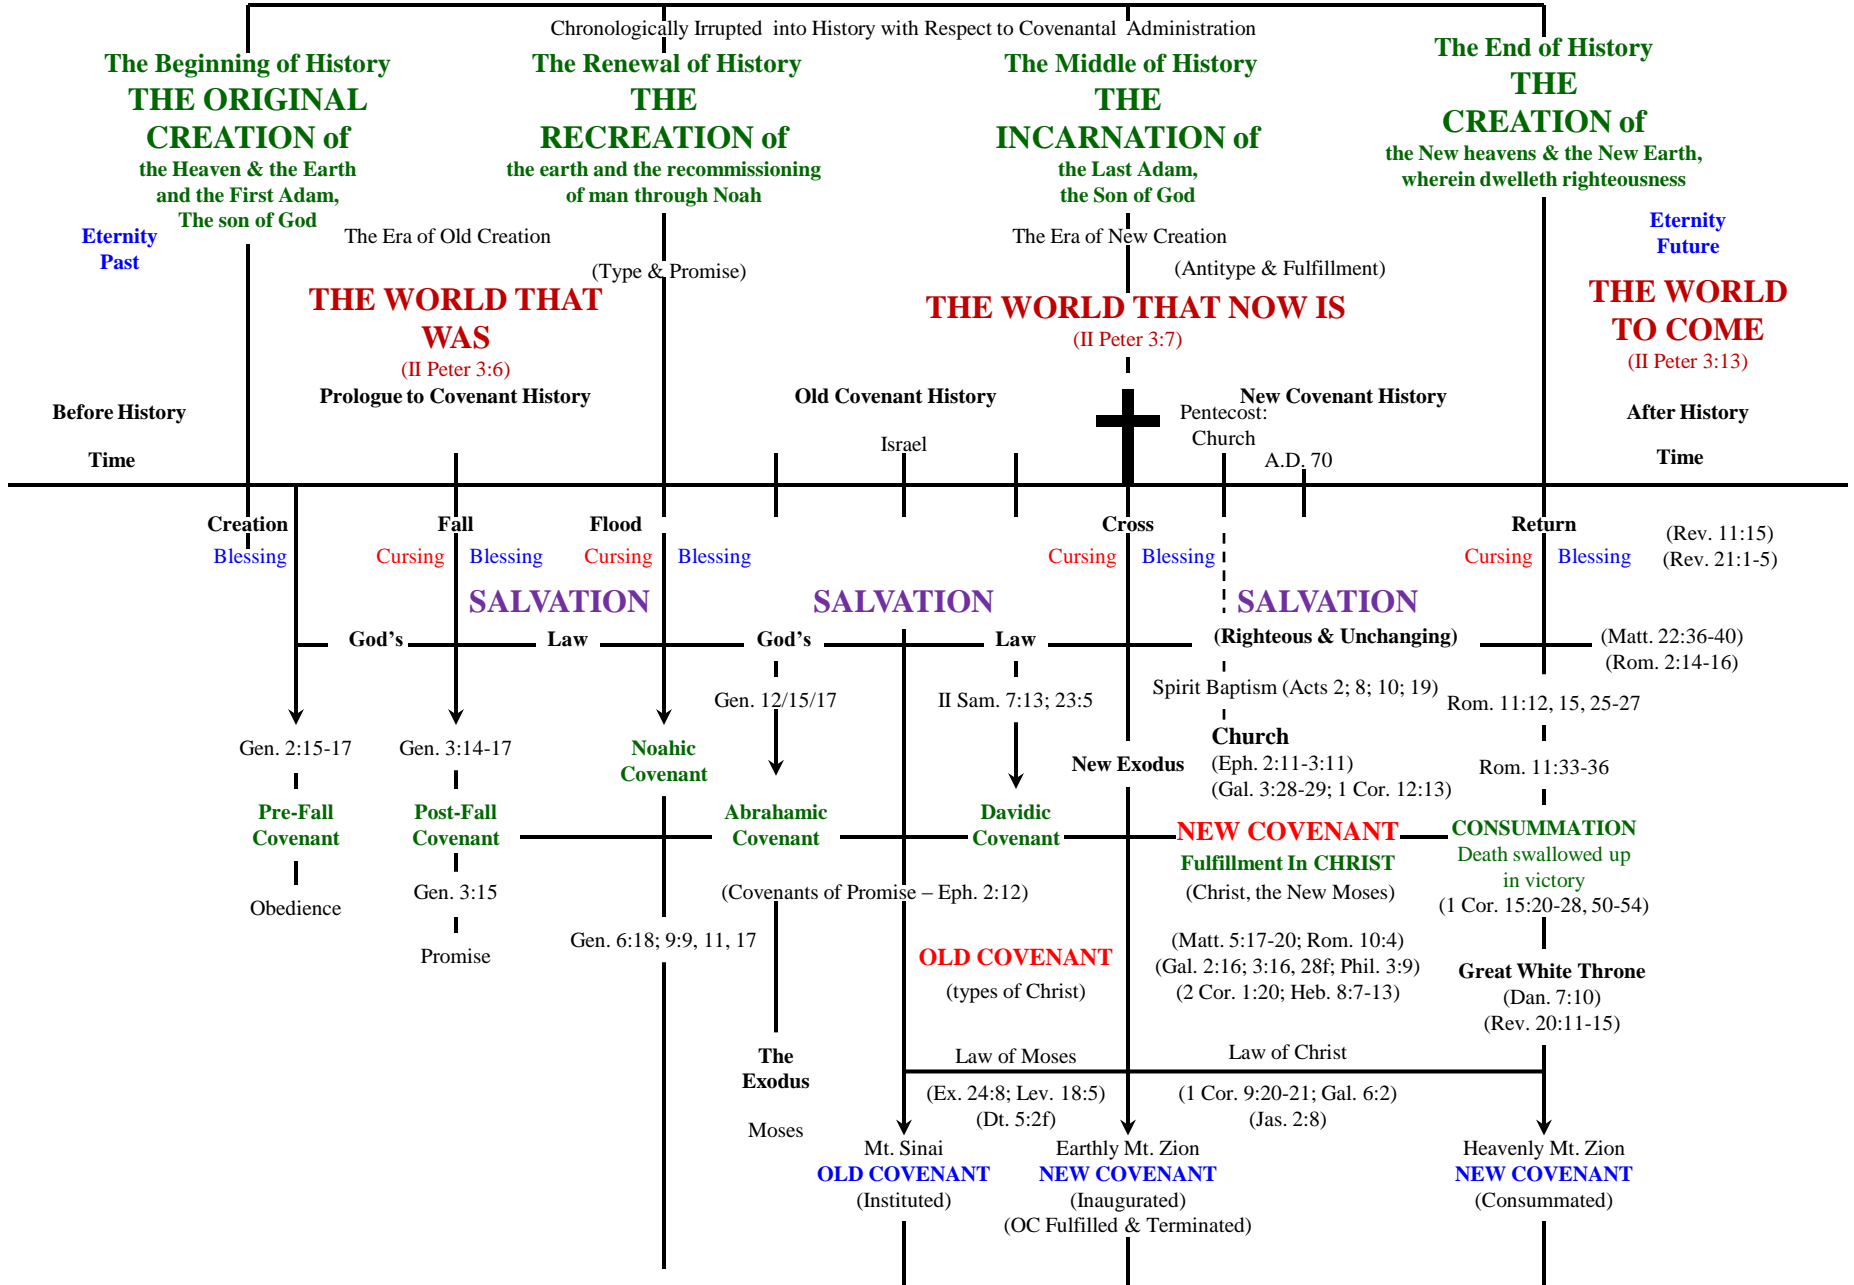 Chronologically Irrupted into History with Respect to Covenantal Administration
The Beginning of History
THE ORIGINAL
CREATION of
the Heaven & the Earth
and the First Adam,
The son of God
The Renewal of History
THE
RECREATION of
the earth and the recommissioning
of man through Noah
The Middle of History
THE
INCARNATION of
the Last Adam,
the Son of God
The End of History
THE
CREATION of
the New heavens & the New Earth,
wherein dwelleth righteousness
Eternity
Past
The Era of Old Creation
(Type & Promise)
The Era of New Creation
(Antitype & Fulfillment)
Eternity
Future
THE WORLD THAT
WAS
(II Peter 3:6)
THE WORLD THAT NOW IS
(II Peter 3:7)
THE WORLD
TO COME
(II Peter 3:13)
Before History
Prologue to Covenant History
Old Covenant History
New Covenant History
After History
Time
Israel
Pentecost:
Church
A.D. 70
Time
Creation
Blessing
Fall
Cursing
Blessing
Flood
Cursing
Blessing
Cross
Cursing
Blessing
Return
Cursing
Blessing
(Rev. 11:15)
(Rev. 21:1-5)
SALVATION
SALVATION
SALVATION
God's
Law
God's
Law
(Righteous & Unchanging)
(Matt. 22:36-40)
(Rom. 2:14-16)
Gen. 12/15/17
II Sam. 7:13; 23:5
Spirit Baptism (Acts 2; 8; 10; 19)
Rom. 11:12, 15, 25-27
Gen. 2:15-17
Gen. 3:14-17
Noahic
Covenant
New Exodus
Church
(Eph. 2:11-3:11)
(Gal. 3:28-29; 1 Cor. 12:13)
Rom. 11:33-36
Pre-Fall
Covenant
Post-Fall
Covenant
Abrahamic
Covenant
Davidic
Covenant
NEW COVENANT
Fulfillment In CHRIST
(Christ, the New Moses)
CONSUMMATION
Death swallowed up
in victory
(1 Cor. 15:20-28, 50-54)
Obedience
Gen. 3:15
Promise
(Covenants of Promise – Eph. 2:12)
Gen. 6:18; 9:9, 11, 17
OLD COVENANT
(types of Christ)
(Matt. 5:17-20; Rom. 10:4)
(Gal. 2:16; 3:16, 28f; Phil. 3:9)
(2 Cor. 1:20; Heb. 8:7-13)
Great White Throne
(Dan. 7:10)
(Rev. 20:11-15)
The
Exodus
Moses
Law of Moses
(Ex. 24:8; Lev. 18:5)
(Dt. 5:2f)
Law of Christ
(1 Cor. 9:20-21; Gal. 6:2)
(Jas. 2:8)
Mt. Sinai
OLD COVENANT
(Instituted)
Earthly Mt. Zion
NEW COVENANT
(Inaugurated)
(OC Fulfilled & Terminated)
Heavenly Mt. Zion
NEW COVENANT
(Consummated)